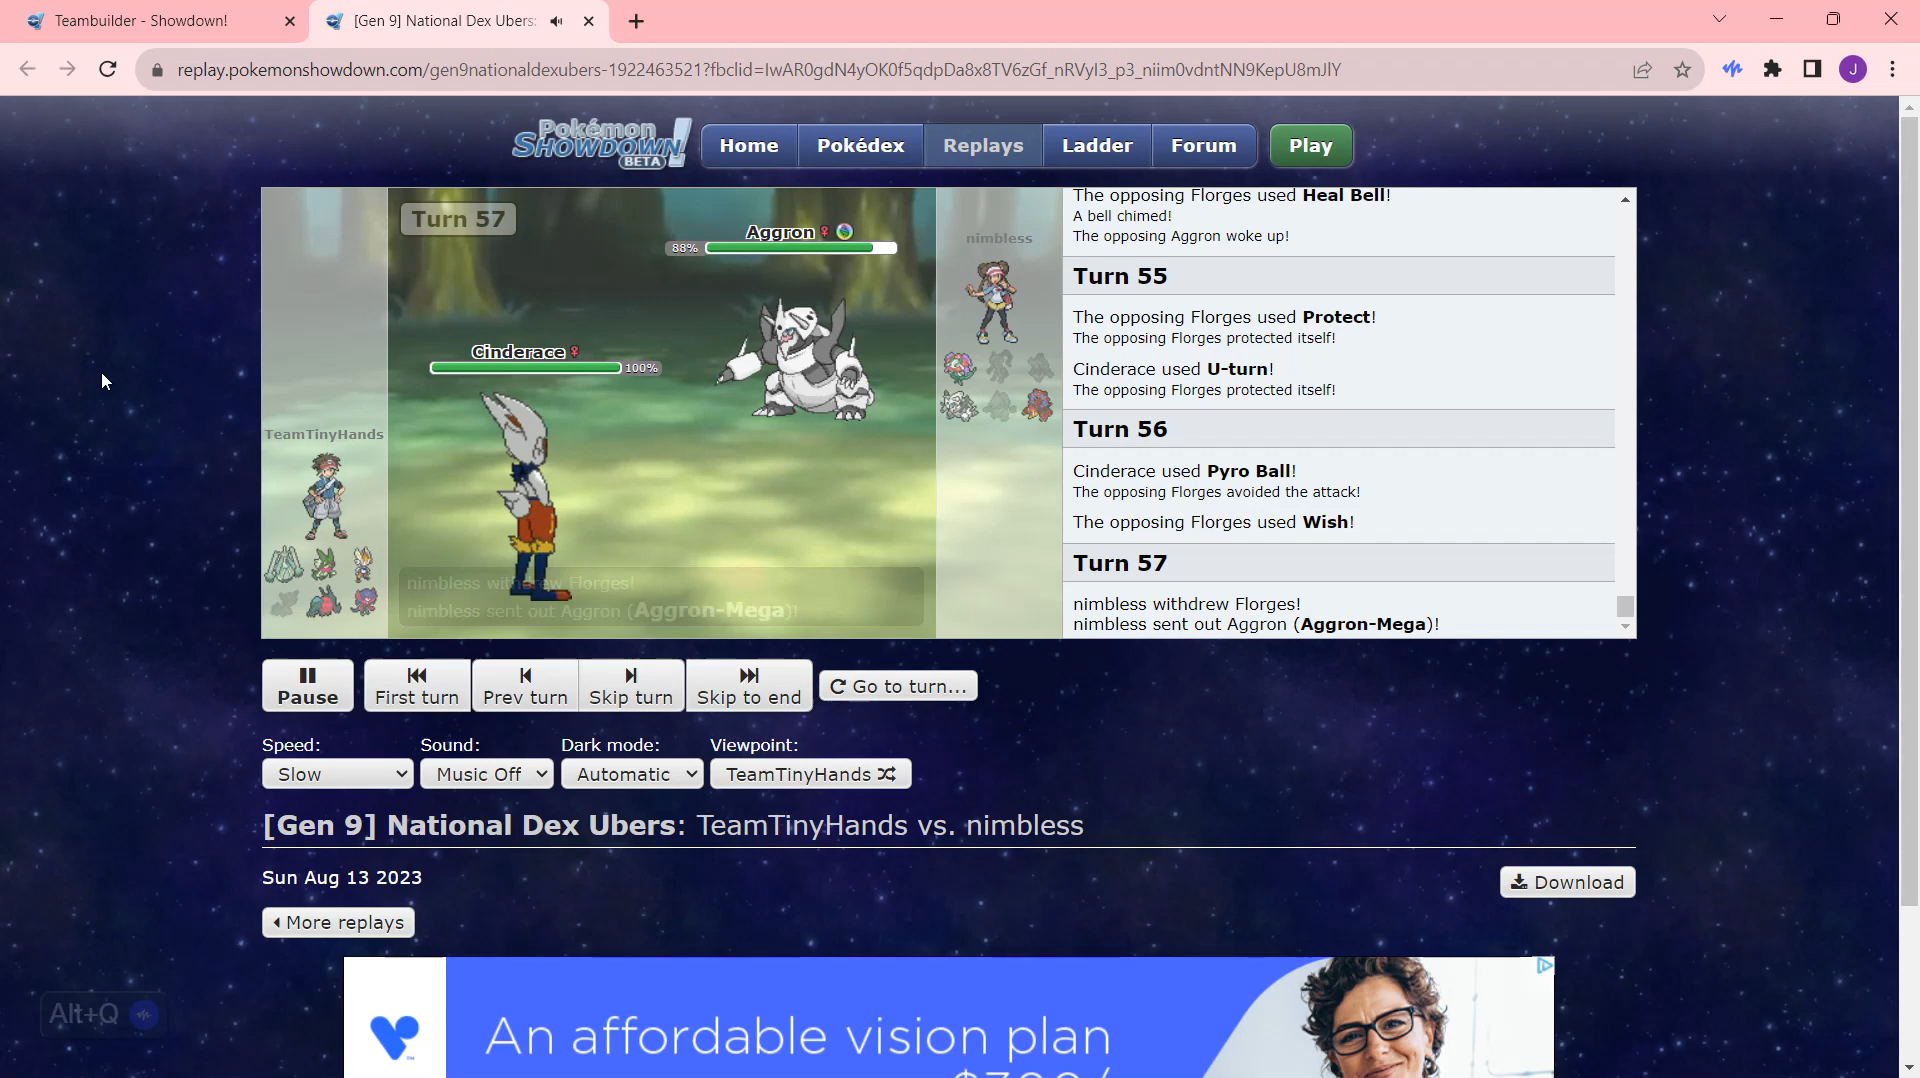 Teambuilder - Showdown!
[Gen 9] National Dex Ubers:
replay.pokemonshowdown.com/gen9nationaldexubers-1922463521?fbclid=IwAR0gdN4yOK0f5qdpDa8x8TV6zGf_nRVyI3_p3_niim0vdntNN9KepU8mJlY
J
Pokémon
SHOWDOWN!
BETA
Home
Pokédex
Replays
Ladder
Forum
Play
Turn 57
Aggron ♀
88%
Cinderace ♀
100%
TeamTinyHands
nimbless
nimbless withdrew Florges!
nimbless sent out Aggron (Aggron-Mega)!
The opposing Florges used Heal Bell!
A bell chimed!
The opposing Aggron woke up!
Turn 55
The opposing Florges used Protect!
The opposing Florges protected itself!
Cinderace used U-turn!
The opposing Florges protected itself!
Turn 56
Cinderace used Pyro Ball!
The opposing Florges avoided the attack!
The opposing Florges used Wish!
Turn 57
nimbless withdrew Florges!
nimbless sent out Aggron (Aggron-Mega)!
Pause
First turn
Prev turn
Skip turn
Skip to end
Go to turn...
Speed:
Sound:
Dark mode:
Viewpoint:
Slow
Music Off
Automatic
TeamTinyHands
[Gen 9] National Dex Ubers: TeamTinyHands vs. nimbless
Sun Aug 13 2023
Download
More replays
Alt+Q
An affordable vision plan